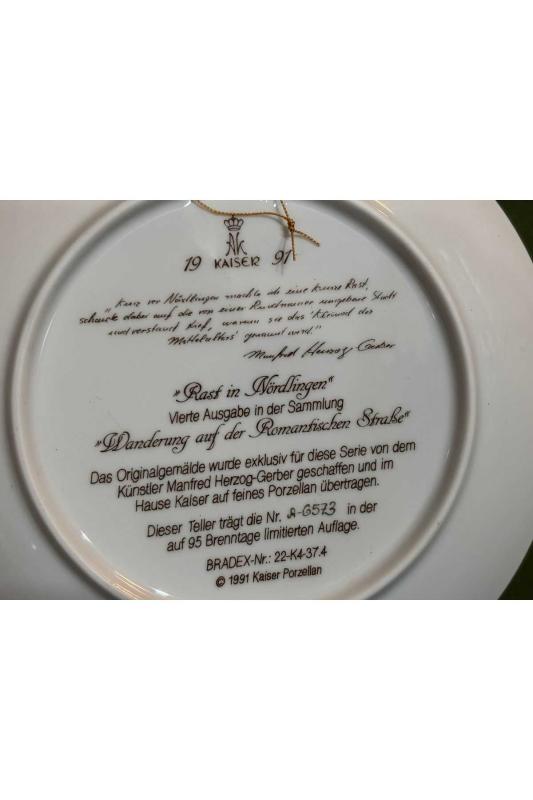 19 KAISER 91
"Kurz vor Nördlingen machte ich eine kurze Rast,
schaute dabei auf die von einer Rundmauer umgebene Stadt
und verstand tief, warum sie das 'Kleinod des
Mittelalters' genannt wird."
Manfred Herzog-Gerber
»Rast in Nördlingen«
Vierte Ausgabe in der Sammlung
»Wanderung auf der Romantischen Straße«
Das Originalgemälde wurde exklusiv für diese Serie von dem
Künstler Manfred Herzog-Gerber geschaffen und im
Hause Kaiser auf feines Porzellan übertragen.
Dieser Teller trägt die Nr. A-6573 in der
auf 95 Brenntage limitierten Auflage.
BRADEX-Nr.: 22-K4-37.4
© 1991 Kaiser Porzellan